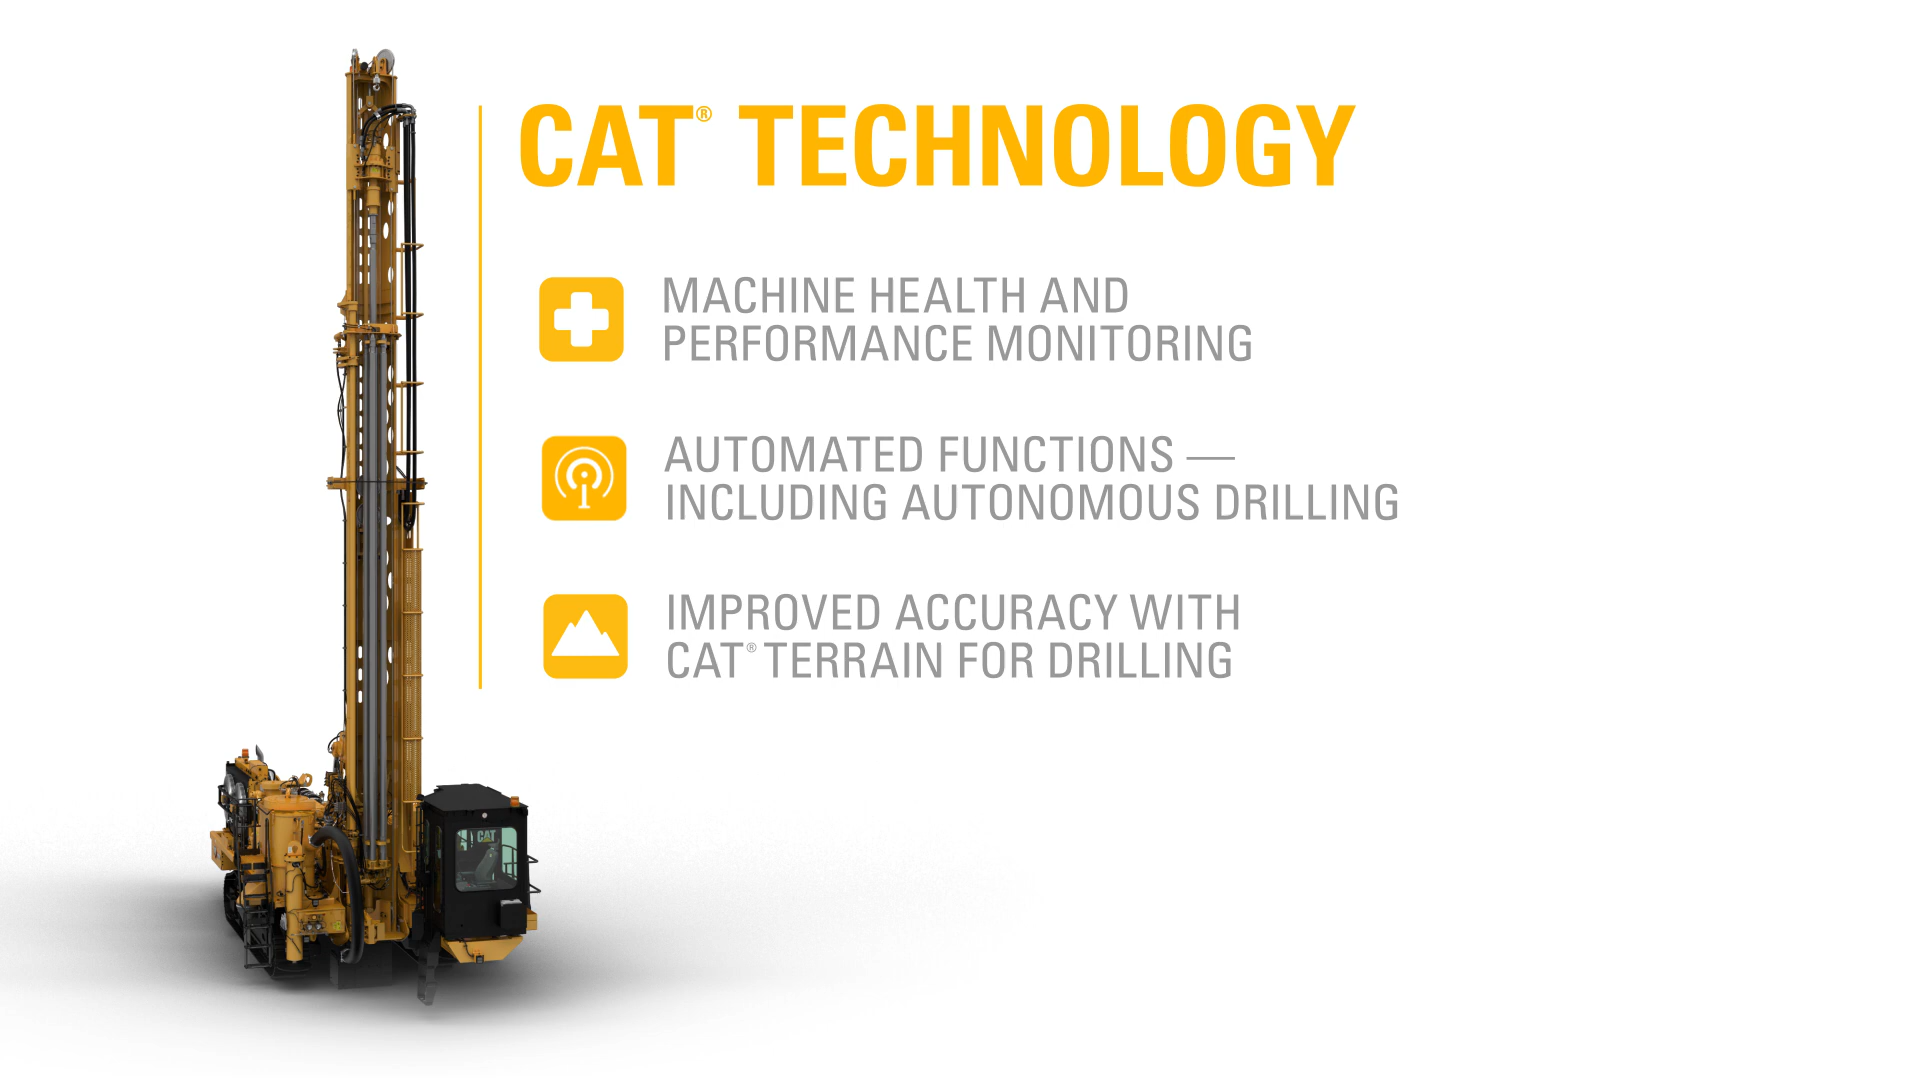 CAT® TECHNOLOGY
MACHINE HEALTH AND
PERFORMANCE MONITORING
AUTOMATED FUNCTIONS —
INCLUDING AUTONOMOUS DRILLING
IMPROVED ACCURACY WITH
CAT® TERRAIN FOR DRILLING
CAT